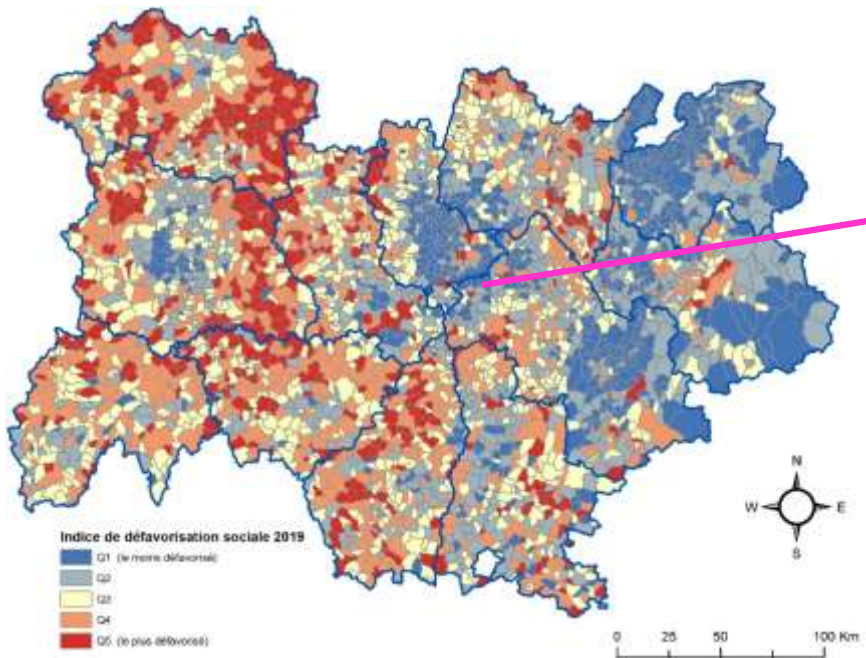 N
W E
S
Indice de défavorisation sociale 2019
Q1 (le moins défavorisé)
Q2
Q3
Q4
Q5 (le plus défavorisé)
0 25 50 100 Km